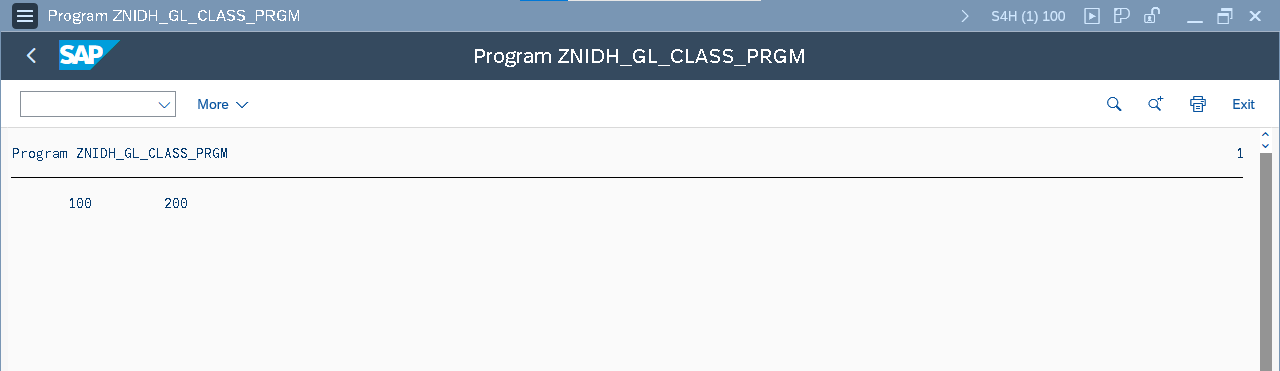 Program ZNIDH_GL_CLASS_PRGM
S4H (1) 100
SAP
Program ZNIDH_GL_CLASS_PRGM
More
Exit
Program ZNIDH_GL_CLASS_PRGM 1
100 200